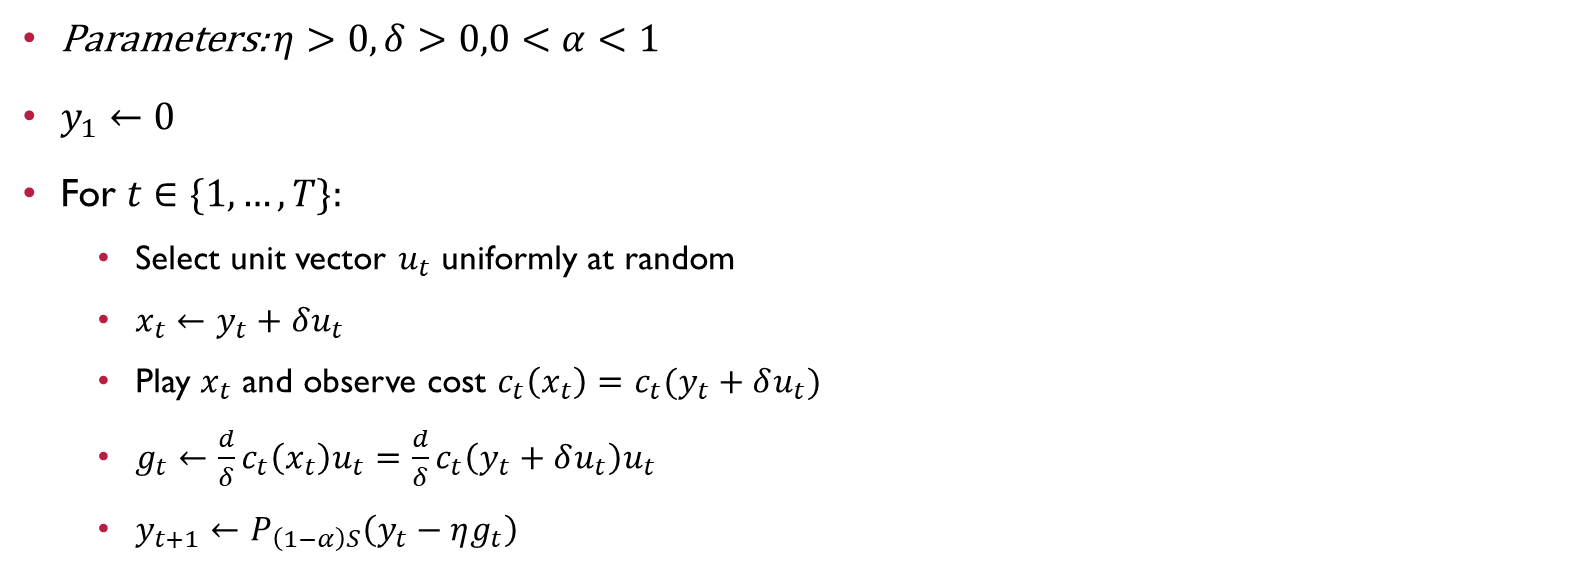 • Parameters:η > 0, δ > 0,0 < α < 1
• y₁ ← 0
• For t ∈ {1, … , T}:
• Select unit vector uₜ uniformly at random
• xₜ ← yₜ + δuₜ
• Play xₜ and observe cost cₜ(xₜ) = cₜ(yₜ + δuₜ)
• gₜ ← d/δ cₜ(xₜ)uₜ = d/δ cₜ(yₜ + δuₜ)uₜ
• yₜ₊₁ ← P₍₁₋α₎S(yₜ − ηgₜ)